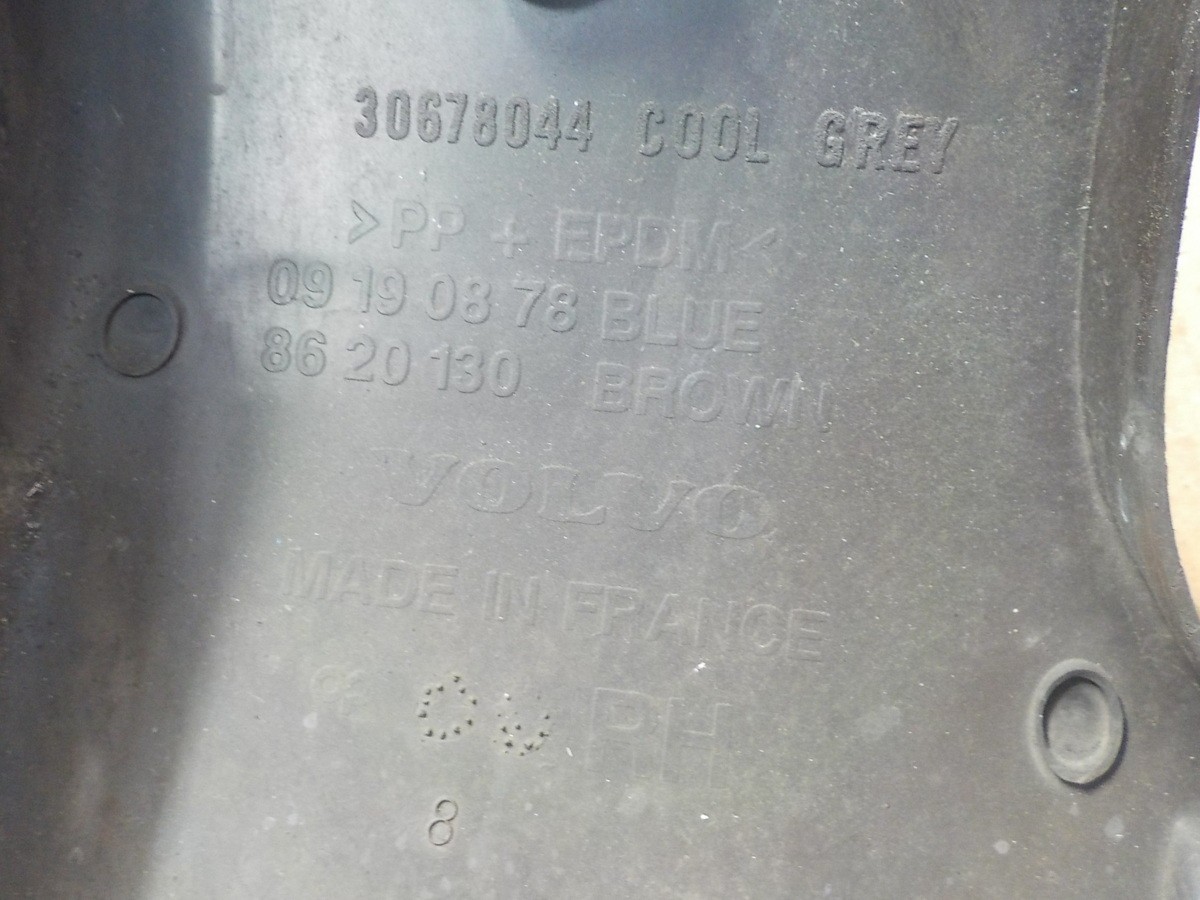 30678044 COOL GREY
>PP + EPDM<
09 19 08 78 BLUE
86 20 130 BROWN
VOLVO
MADE IN FRANCE
RH
8